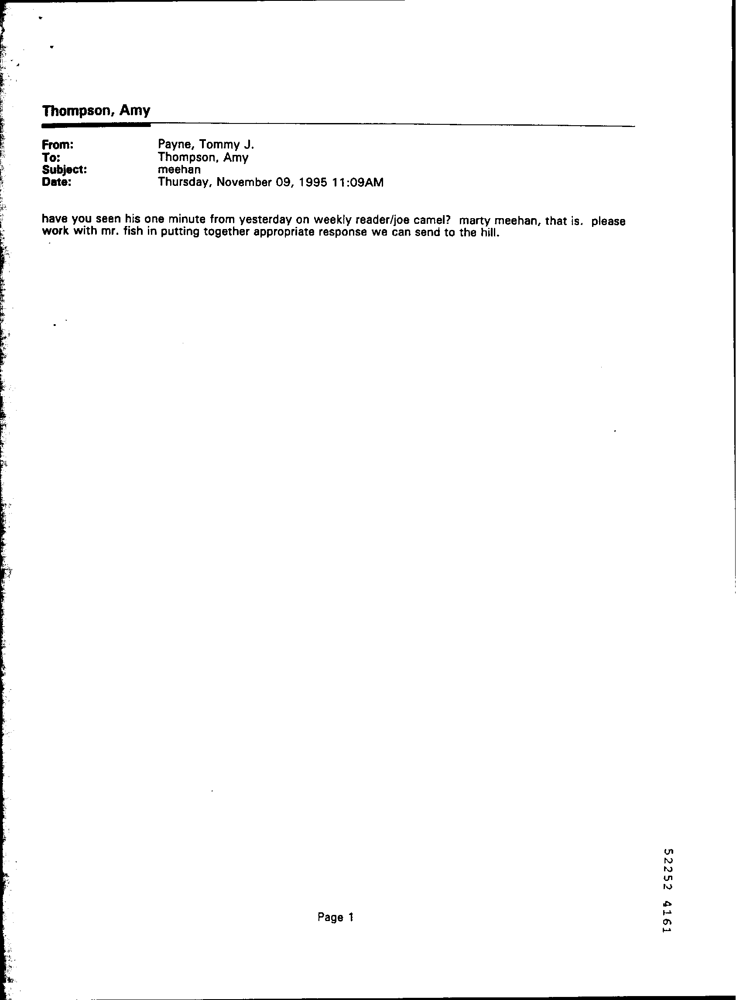 Thompson, Amy
From: Payne, Tommy J.
To: Thompson, Amy
Subject: meehan
Date: Thursday, November 09, 1995 11:09AM
have you seen his one minute from yesterday on weekly reader/joe camel? marty meehan, that is. please
work with mr. fish in putting together appropriate response we can send to the hill.
Page 1
52252 4161